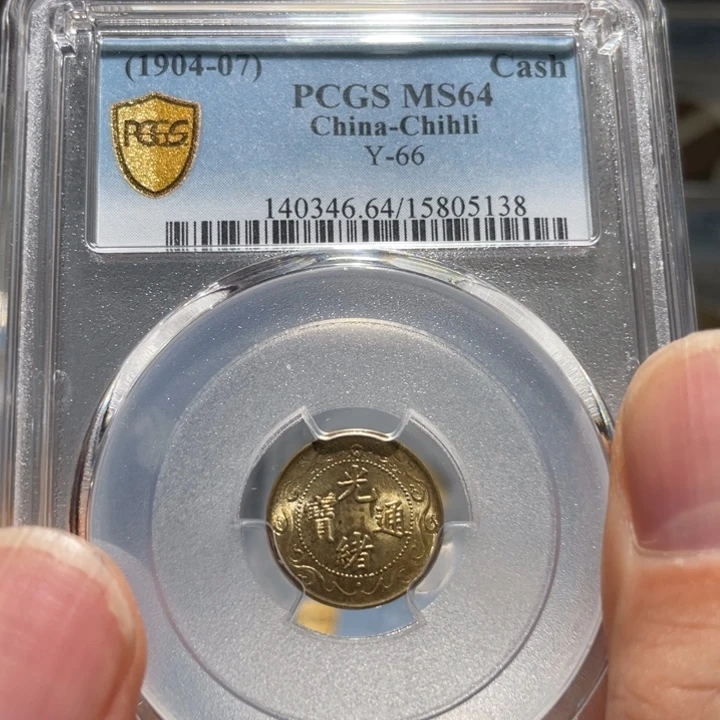 (1904-07) Cash
PCGS MS64
China-Chihli
Y-66
PCGS
140346.64/15805138
光
寶 通
緒